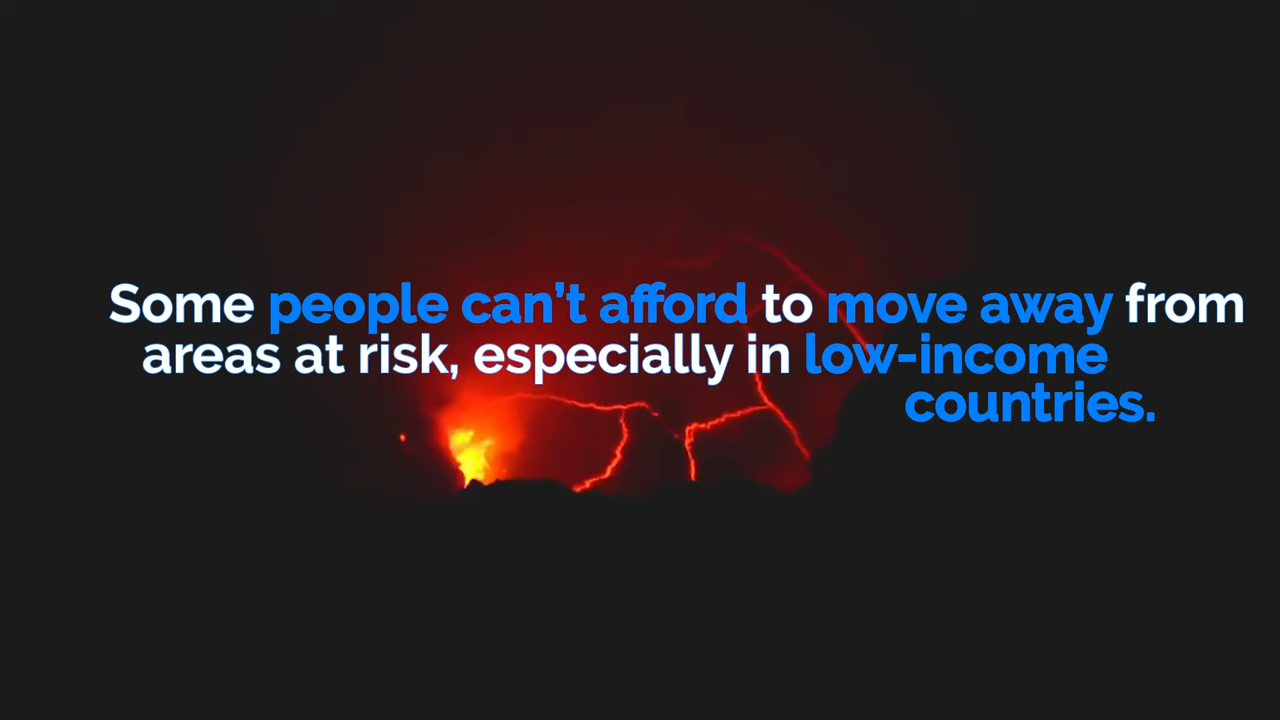 Some people can’t afford to move away from
areas at risk, especially in low-income
countries.